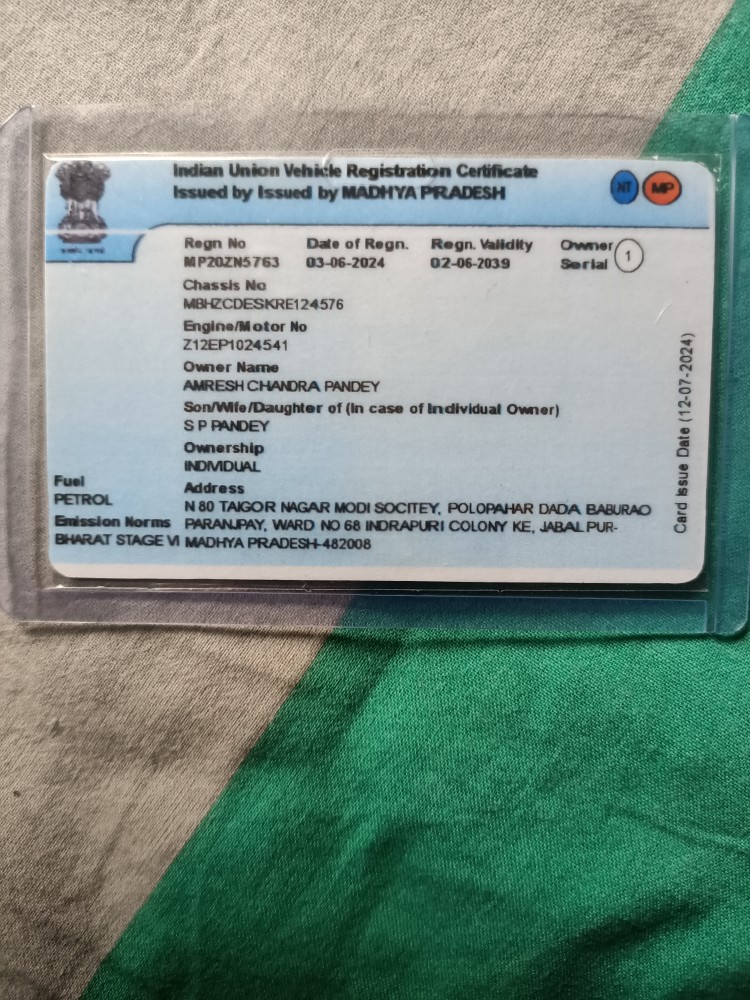 Indian Union Vehicle Registration Certificate
Issued by Issued by MADHYA PRADESH
NT MP
Regn No Date of Regn. Regn. Validity Owner Serial 1
MP20ZN5763 03-06-2024 02-06-2039
Chassis No
MBHZCDESKRE124576
Engine/Motor No
Z12EP1024541
Owner Name
AMRESH CHANDRA PANDEY
Son/Wife/Daughter of (In case of Individual Owner)
S P PANDEY
Ownership
INDIVIDUAL
Fuel
PETROL
Emission Norms
BHARAT STAGE VI
Address
N 80 TAIGOR NAGAR MODI SOCITEY, POLOPAHAR DADA BABURAO
PARANJPAY, WARD NO 68 INDRAPURI COLONY KE, JABALPUR-
MADHYA PRADESH-482008
Card Issue Date (12-07-2024)